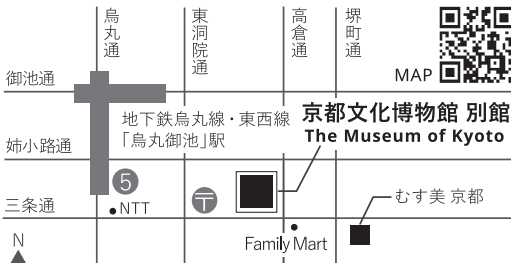 烏丸通
東洞院通
高倉通
堺町通
MAP
御池通
地下鉄烏丸線・東西線
「烏丸御池」駅
京都文化博物館 別館
The Museum of Kyoto
姉小路通
5
〒
むす美 京都
三条通
NTT
Family Mart
N